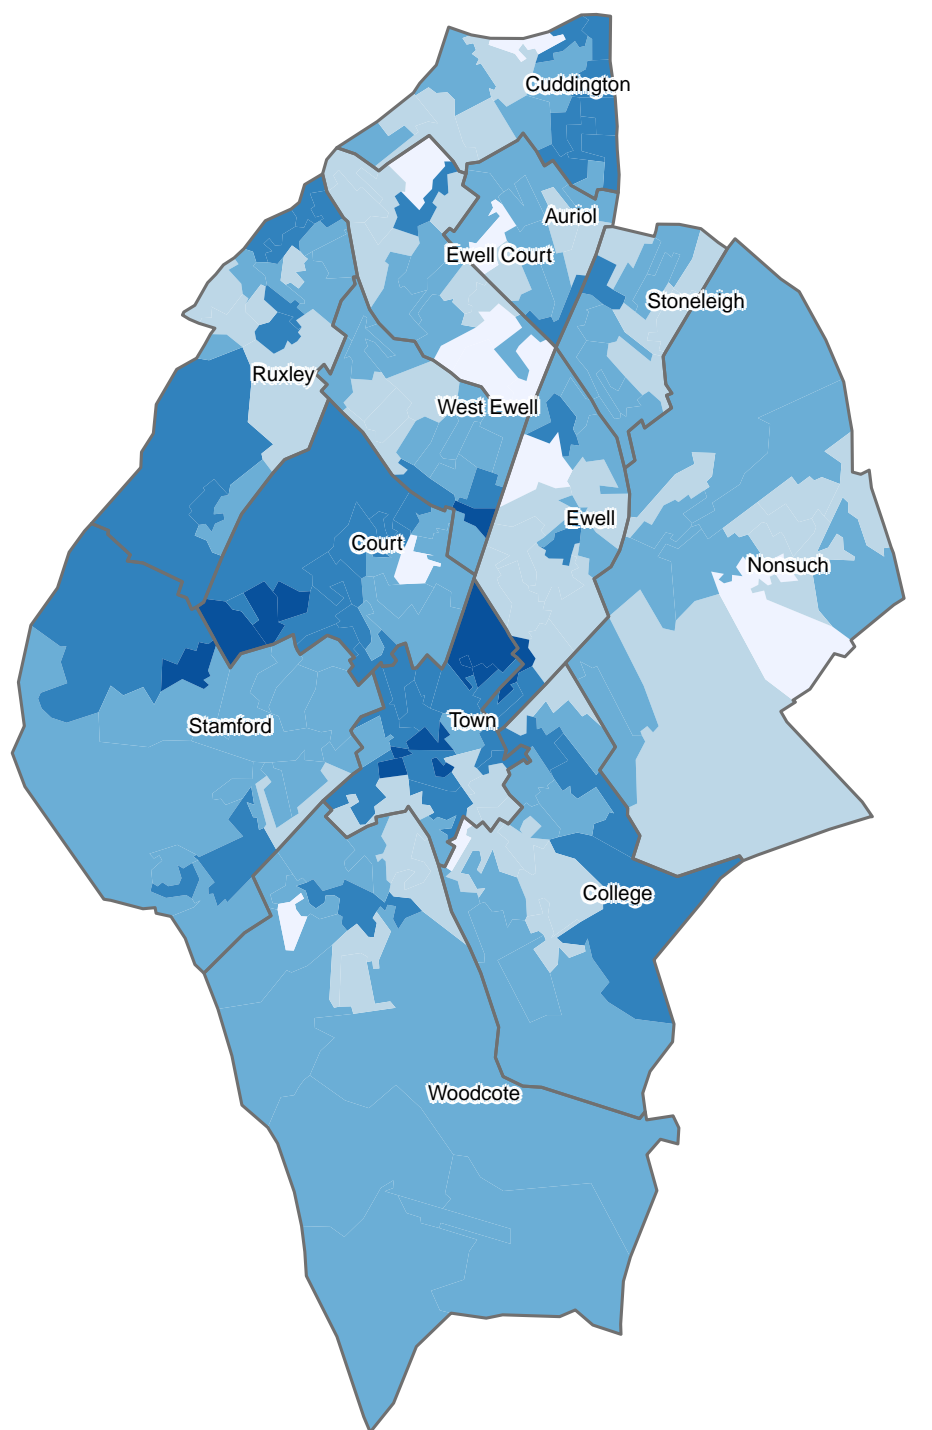 Cuddington
Auriol
Ewell Court
Stoneleigh
Ruxley
West Ewell
Ewell
Court
Nonsuch
Town
Stamford
College
Woodcote